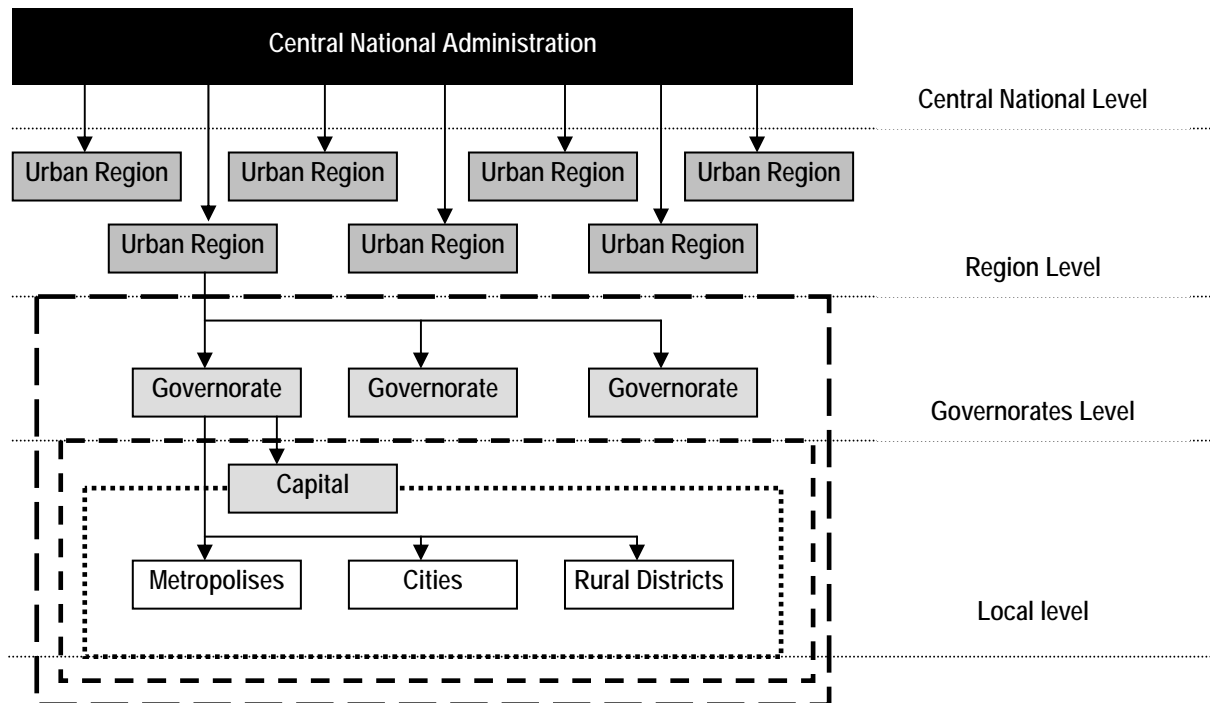 Central National Administration
Central National Level
Urban Region
Urban Region
Urban Region
Urban Region
Urban Region
Urban Region
Urban Region
Region Level
Governorate
Governorate
Governorate
Governorates Level
Capital
Metropolises
Cities
Rural Districts
Local level